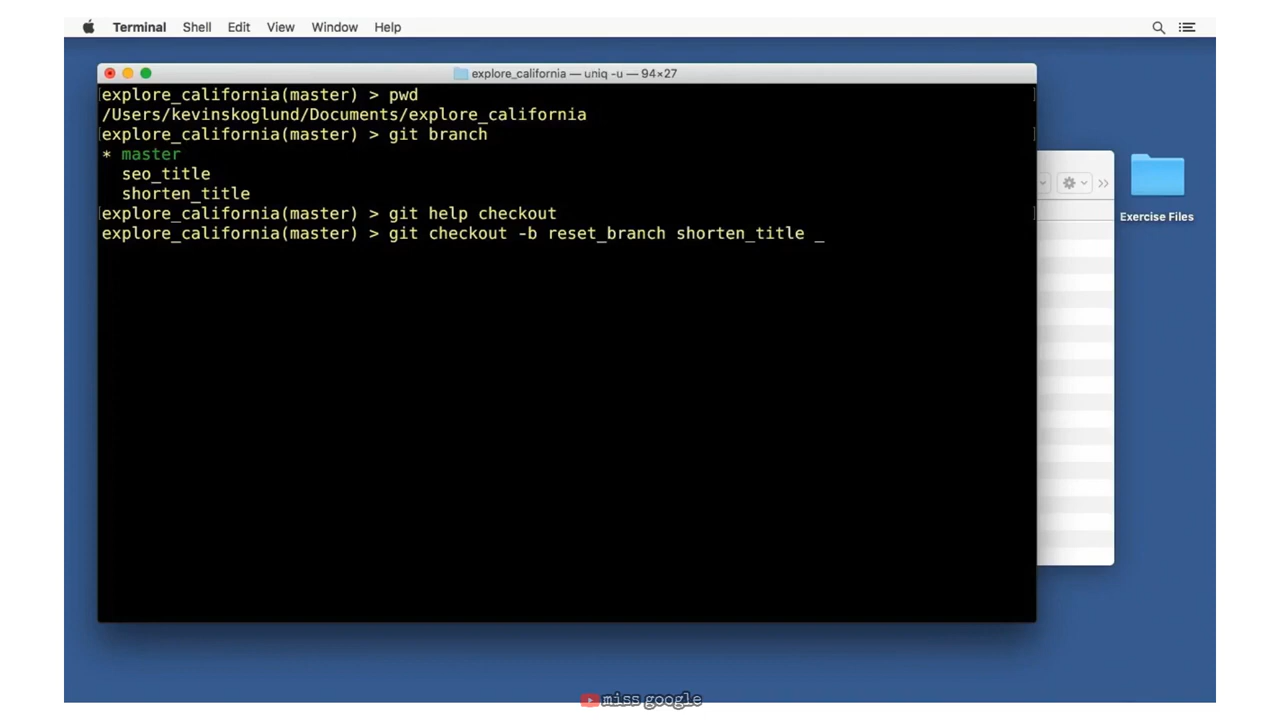 Terminal Shell Edit View Window Help
explore_california — uniq -u — 94×27
explore_california(master) > pwd
/Users/kevinskoglund/Documents/explore_california
explore_california(master) > git branch
* master
seo_title
shorten_title
explore_california(master) > git help checkout
explore_california(master) > git checkout -b reset_branch shorten_title _
Exercise Files
miss google